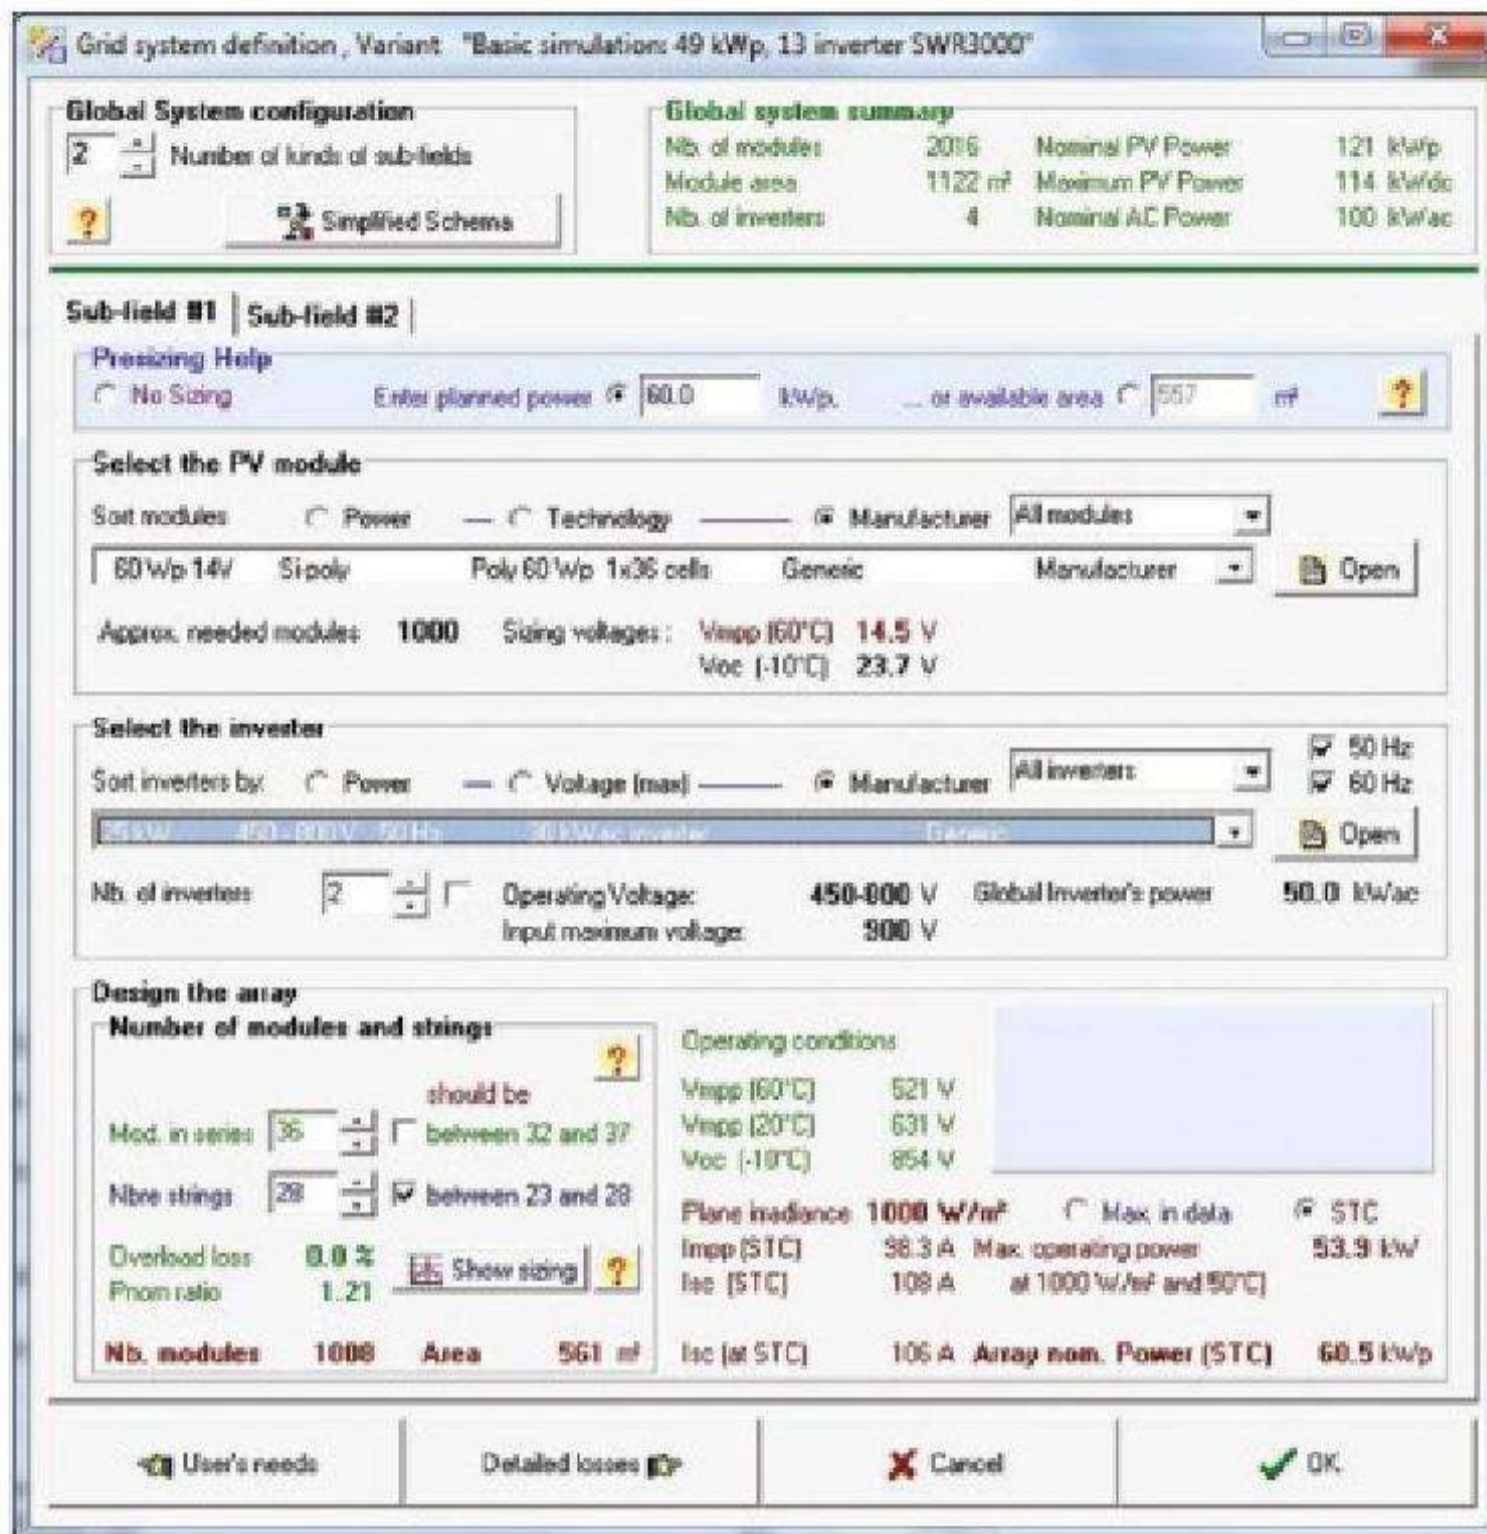 Grid system definition, Variant "Basic simulation: 49 kWp, 13 inverter SWR3000"
Global System configuration
2 Number of kinds of sub-fields
? Simplified Schema
Global system summary
Nb. of modules 2016 Nominal PV Power 121 kWp
Module area 1122 m² Maximum PV Power 114 kWdc
Nb. of inverters 4 Nominal AC Power 100 kWac
Sub-field #1 Sub-field #2
Presizing Help
No Sizing Enter planned power 60.0 kWp, ... or available area 557 m² ?
Select the PV module
Sort modules Power Technology Manufacturer All modules
60 Wp 14V Si-poly Poly 60 Wp 1x36 cells Generic Manufacturer Open
Approx. needed modules 1000 Sizing voltages : Vmpp (60°C) 14.5 V
Voc (-10°C) 23.7 V
Select the inverter
50 Hz
Sort inverters by: Power Voltage (max) Manufacturer All inverters
60 Hz
450 - 800 V 50 Hz kWac inverter Generic Open
Nb. of inverters 2 Operating Voltage: 450-800 V Global Inverter's power 50.0 kWac
Input maximum voltage: 900 V
Design the array
Number of modules and strings
?
should be
Mod. in series 36 between 32 and 37
Nbre strings 28 between 23 and 28
Overload loss 0.0 %
Pnom ratio 1.21
Show sizing ?
Nb. modules 1008 Area 561 m²
Operating conditions
Vmpp (60°C) 521 V
Vmpp (20°C) 631 V
Voc (-10°C) 854 V
Plane irradiance 1000 W/m² Max. in data STC
Impp (STC) 98.3 A Max. operating power 53.9 kW
Isc (STC) 108 A at 1000 W/m² and 50°C)
Isc (at STC) 106 A Array nom. Power (STC) 60.5 kWp
User's needs Detailed losses Cancel OK